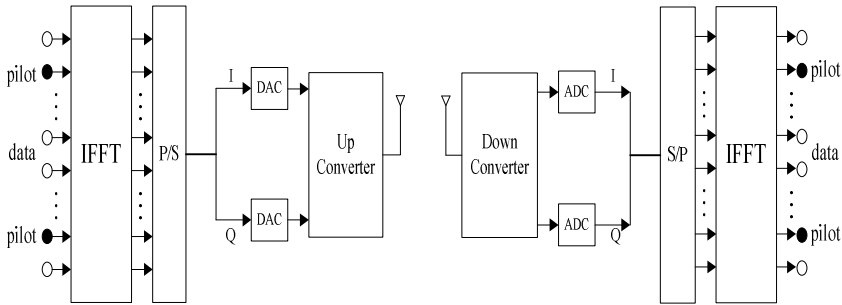 pilot
data
pilot
IFFT
P/S
I
Q
DAC
DAC
Up
Converter
Down
Converter
ADC
ADC
I
Q
S/P
IFFT
pilot
data
pilot